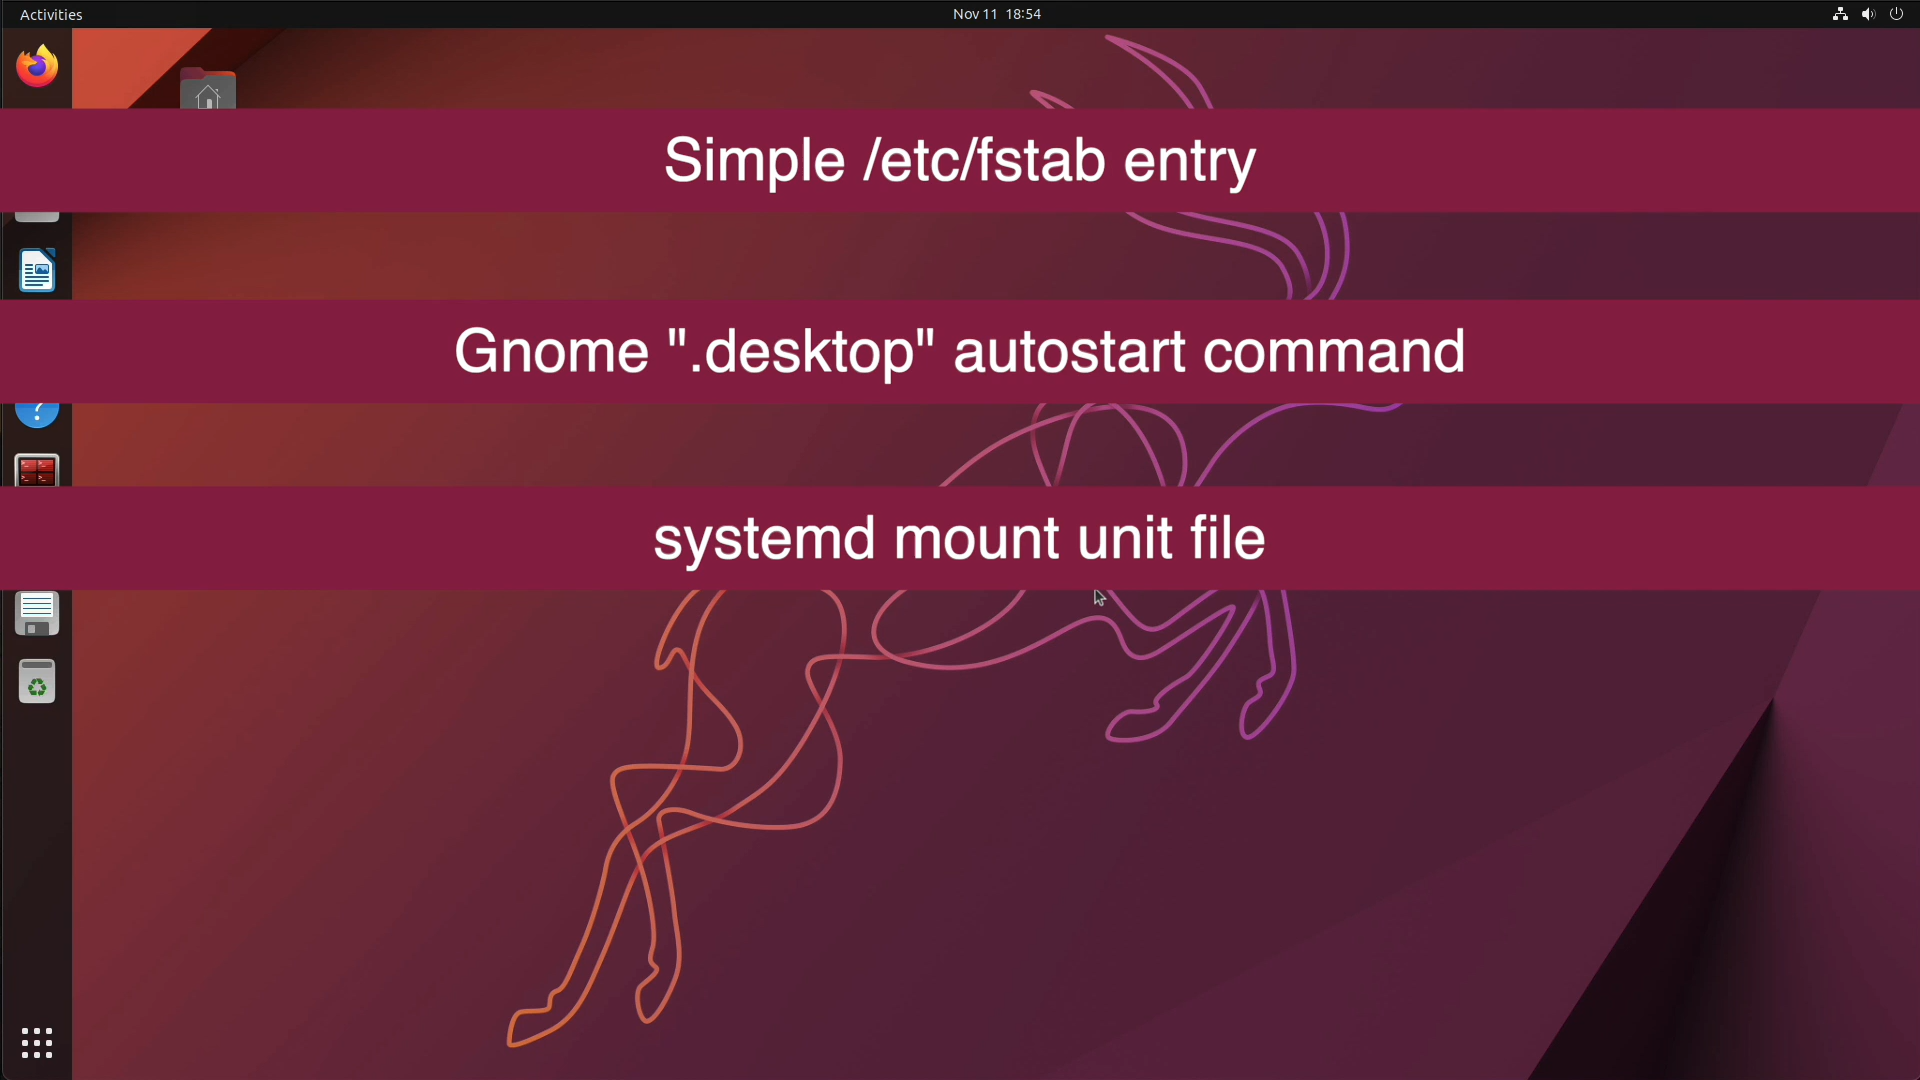 Activities
Nov 11 18:54
Simple /etc/fstab entry
Gnome ".desktop" autostart command
?
systemd mount unit file